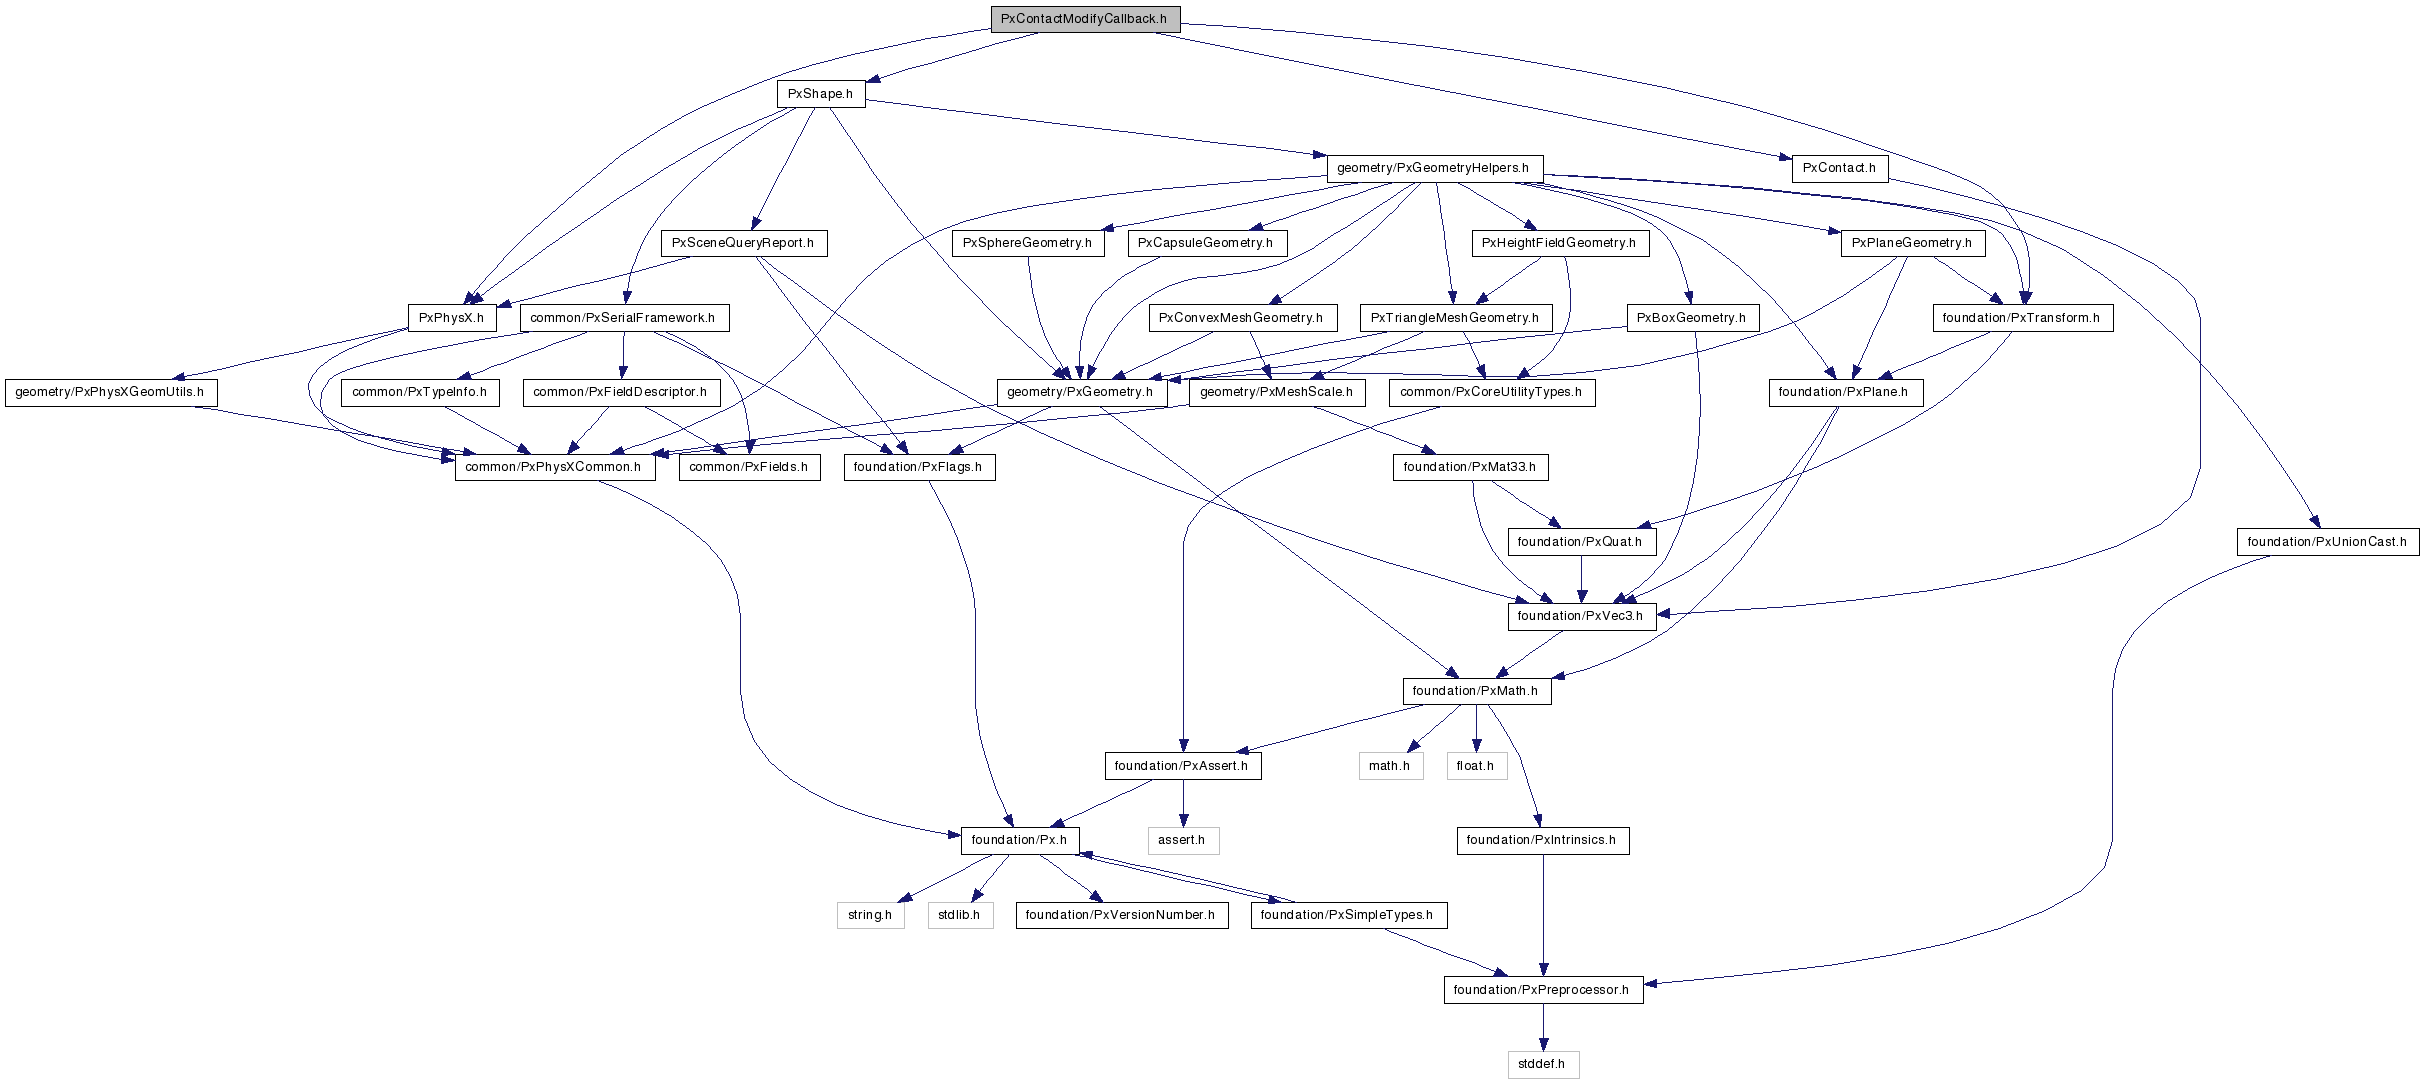 PxContactModifyCallback.h
PxShape.h
geometry/PxGeometryHelpers.h
PxContact.h
PxSceneQueryReport.h
PxSphereGeometry.h
PxCapsuleGeometry.h
PxHeightFieldGeometry.h
PxPlaneGeometry.h
PxPhysX.h
common/PxSerialFramework.h
PxConvexMeshGeometry.h
PxTriangleMeshGeometry.h
PxBoxGeometry.h
foundation/PxTransform.h
geometry/PxPhysXGeomUtils.h
common/PxTypeInfo.h
common/PxFieldDescriptor.h
geometry/PxGeometry.h
geometry/PxMeshScale.h
common/PxCoreUtilityTypes.h
foundation/PxPlane.h
common/PxPhysXCommon.h
common/PxFields.h
foundation/PxFlags.h
foundation/PxMat33.h
foundation/PxQuat.h
foundation/PxUnionCast.h
foundation/PxVec3.h
foundation/PxMath.h
foundation/PxAssert.h
math.h
float.h
foundation/Px.h
assert.h
foundation/PxIntrinsics.h
string.h
stdlib.h
foundation/PxVersionNumber.h
foundation/PxSimpleTypes.h
foundation/PxPreprocessor.h
stddef.h